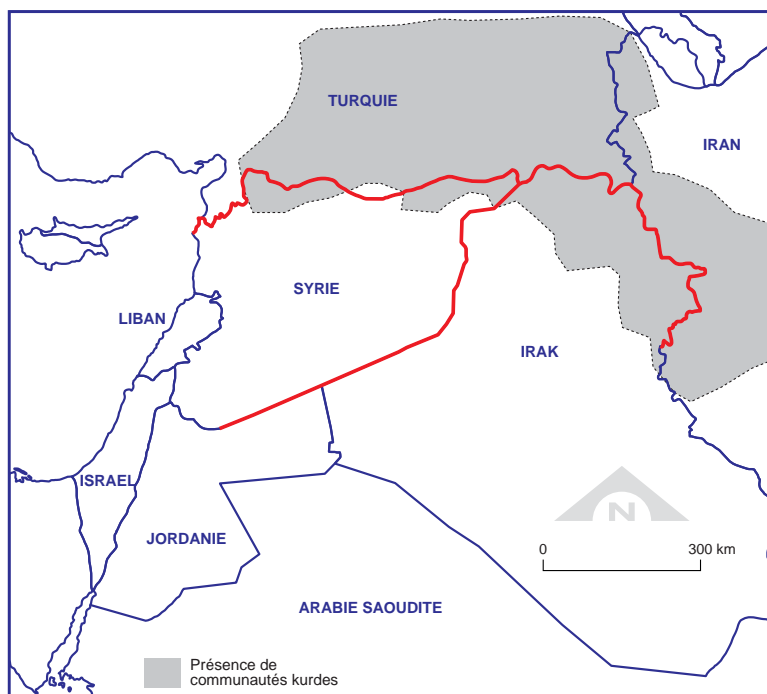 TURQUIE
IRAN
SYRIE
LIBAN
IRAK
ISRAEL
JORDANIE
N
0
300 km
ARABIE SAOUDITE
Présence de
communautés kurdes